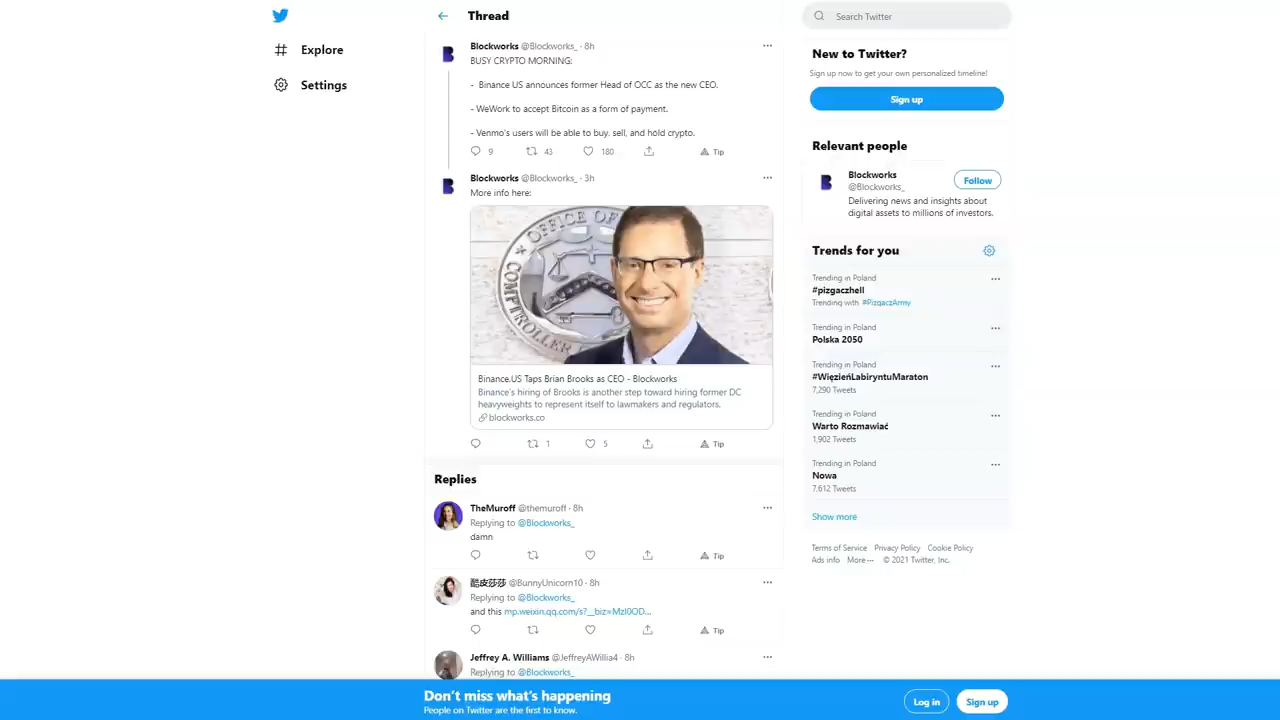 Explore
Settings
Thread
Blockworks @Blockworks_ · 8h
BUSY CRYPTO MORNING:
- Binance US announces former Head of OCC as the new CEO.
- WeWork to accept Bitcoin as a form of payment.
- Venmo's users will be able to buy, sell, and hold crypto.
9 43 180 Tip
Blockworks @Blockworks_ · 3h
More info here:
OFFICE OF
COMPTROLLER
Binance.US Taps Brian Brooks as CEO - Blockworks
Binance's hiring of Brooks is another step toward hiring former DC
heavyweights to represent itself to lawmakers and regulators.
blockworks.co
1 5 Tip
Replies
TheMuroff @themuroff · 8h
Replying to @Blockworks_
damn
Tip
酷皮莎莎 @BunnyUnicorn10 · 8h
Replying to @Blockworks_
and this mp.weixin.qq.com/s?__biz=MzI0OD...
Tip
Jeffrey A. Williams @JeffreyAWillia4 · 8h
Replying to @Blockworks_
Search Twitter
New to Twitter?
Sign up now to get your own personalized timeline!
Sign up
Relevant people
Blockworks
@Blockworks_
Follow
Delivering news and insights about
digital assets to millions of investors.
Trends for you
Trending in Poland
#pizgaczhell
Trending with #PizgaczArmy
Trending in Poland
Polska 2050
Trending in Poland
#WięzieńLabiryntuMaraton
7,290 Tweets
Trending in Poland
Warto Rozmawiać
1,902 Tweets
Trending in Poland
Nowa
7,612 Tweets
Show more
Terms of Service Privacy Policy Cookie Policy
Ads info More ··· © 2021 Twitter, Inc.
Don't miss what's happening
People on Twitter are the first to know.
Log in
Sign up